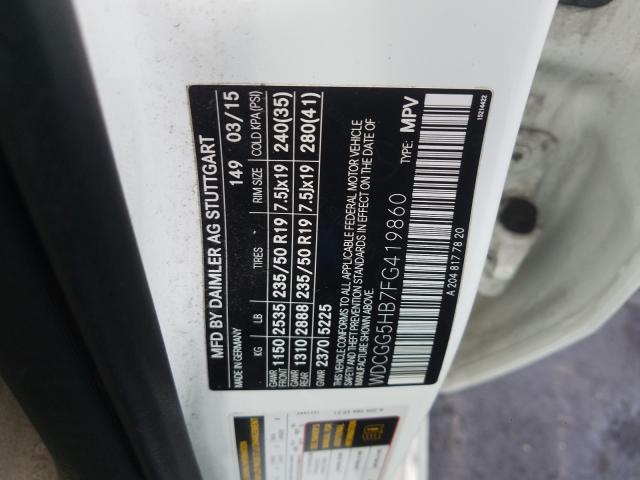 MFD BY DAIMLER AG STUTTGART
MADE IN GERMANY 149 03/15
KG LB TIRES RIM SIZE COLD KPA (PSI)
GAWR FRONT 1150 2535 235/50 R19 7.5Jx19 240(35)
GAWR REAR 1310 2888 235/50 R19 7.5Jx19 280(41)
GVWR 2370 5225
THIS VEHICLE CONFORMS TO ALL APPLICABLE FEDERAL MOTOR VEHICLE
SAFETY AND THEFT PREVENTION STANDARDS IN EFFECT ON THE DATE OF
MANUFACTURE SHOWN ABOVE.
WDCGG5HB7FG419860 TYPE: MPV
A 204 817 78 20 15214422